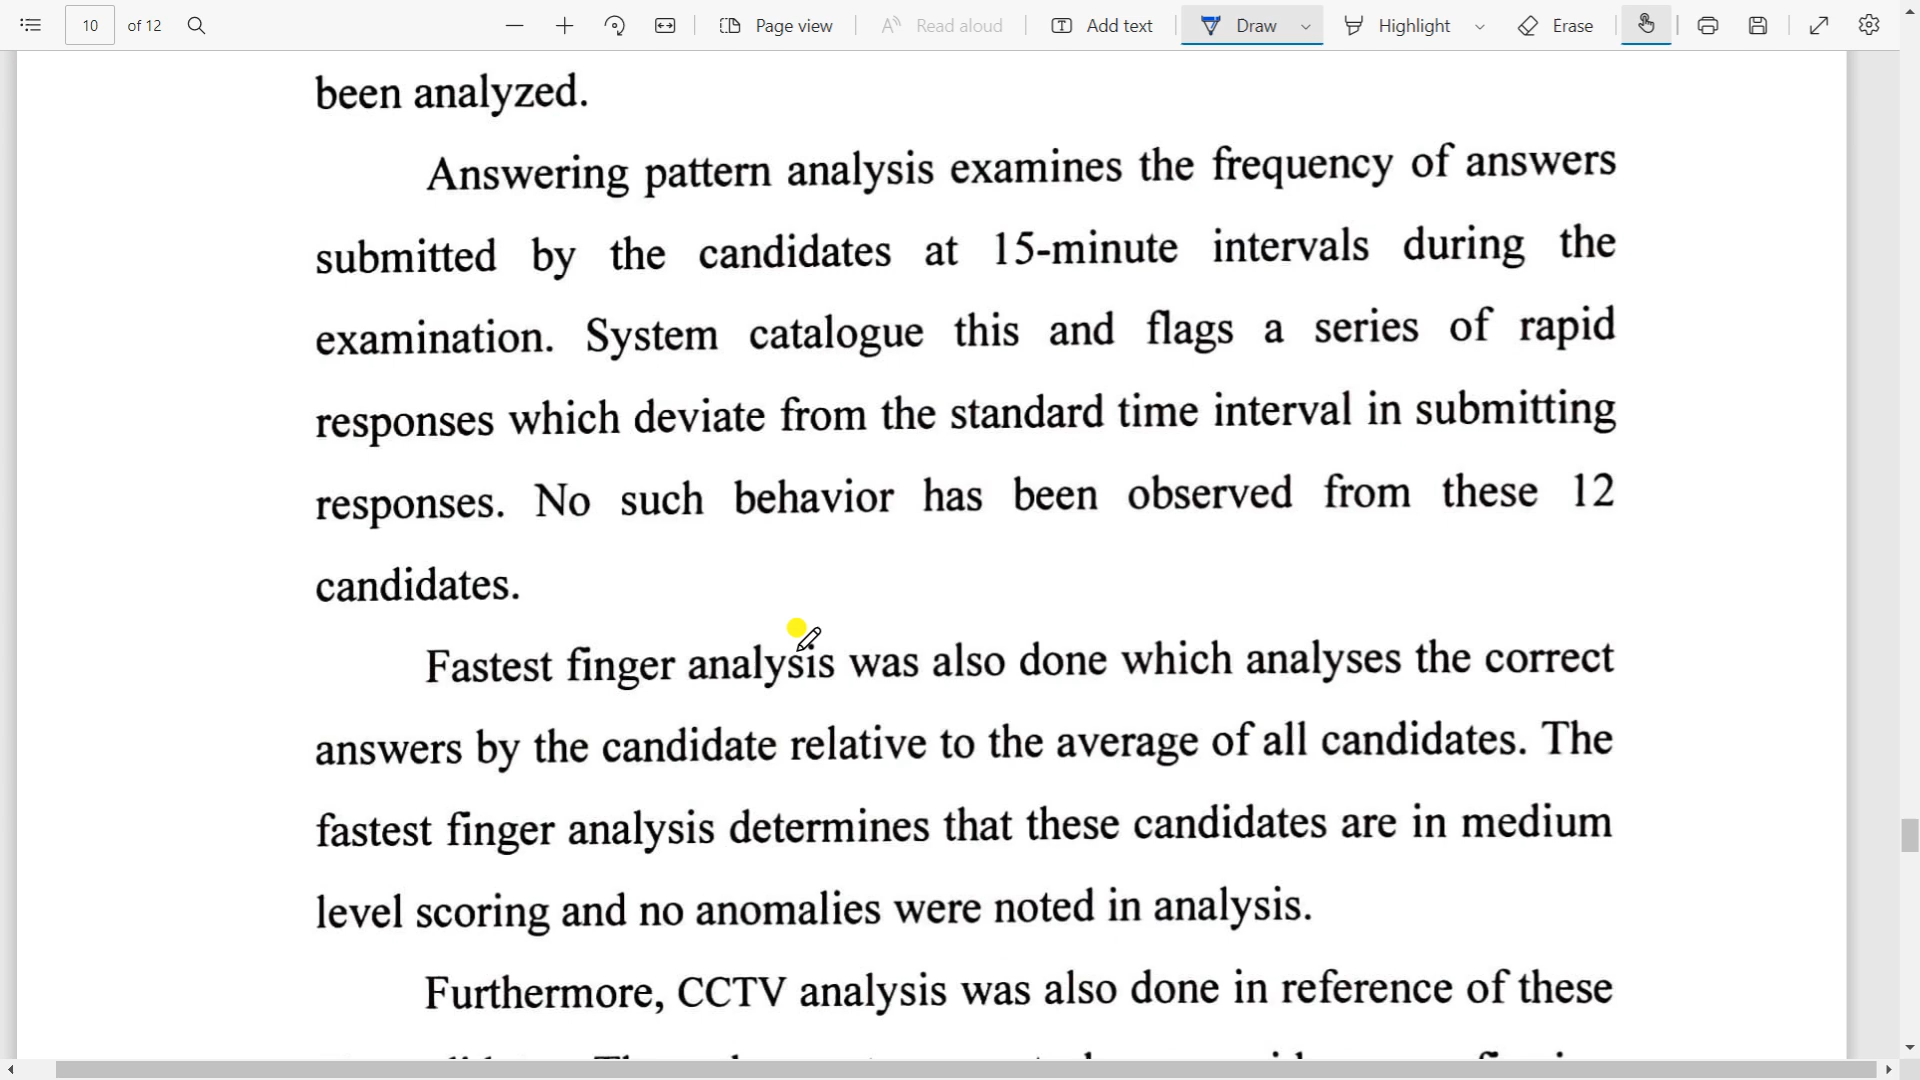 10 of 12 Page view Read aloud Add text Draw Highlight Erase
been analyzed.
Answering pattern analysis examines the frequency of answers
submitted by the candidates at 15-minute intervals during the
examination. System catalogue this and flags a series of rapid
responses which deviate from the standard time interval in submitting
responses. No such behavior has been observed from these 12
candidates.
Fastest finger analysis was also done which analyses the correct
answers by the candidate relative to the average of all candidates. The
fastest finger analysis determines that these candidates are in medium
level scoring and no anomalies were noted in analysis.
Furthermore, CCTV analysis was also done in reference of these